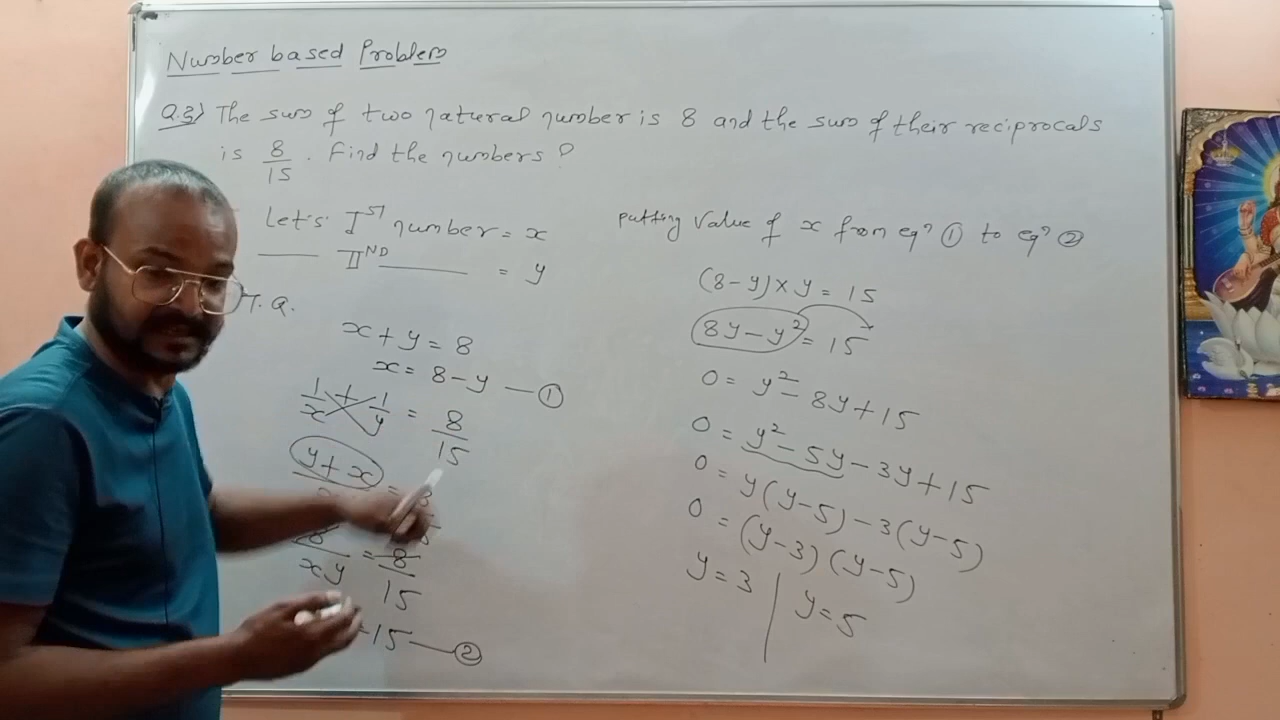 Number based Problem
Q.3) The sum of two natural number is 8 and the sum of their reciprocals
is 8/15. Find the numbers?
Let's Iˢᵗ number = x
—— IIᴺᴰ —— = y
T.Q.
x + y = 8
x = 8 - y — ①
1/x + 1/y = 8/15
y + x =
8/xy = 8/15
15 — ②
putting value of x from eqⁿ ① to eqⁿ ②
(8-y) × y = 15
8y - y² = 15
0 = y² - 8y + 15
0 = y² - 5y - 3y + 15
0 = y(y-5) - 3(y-5)
0 = (y-3)(y-5)
y = 3 | y = 5